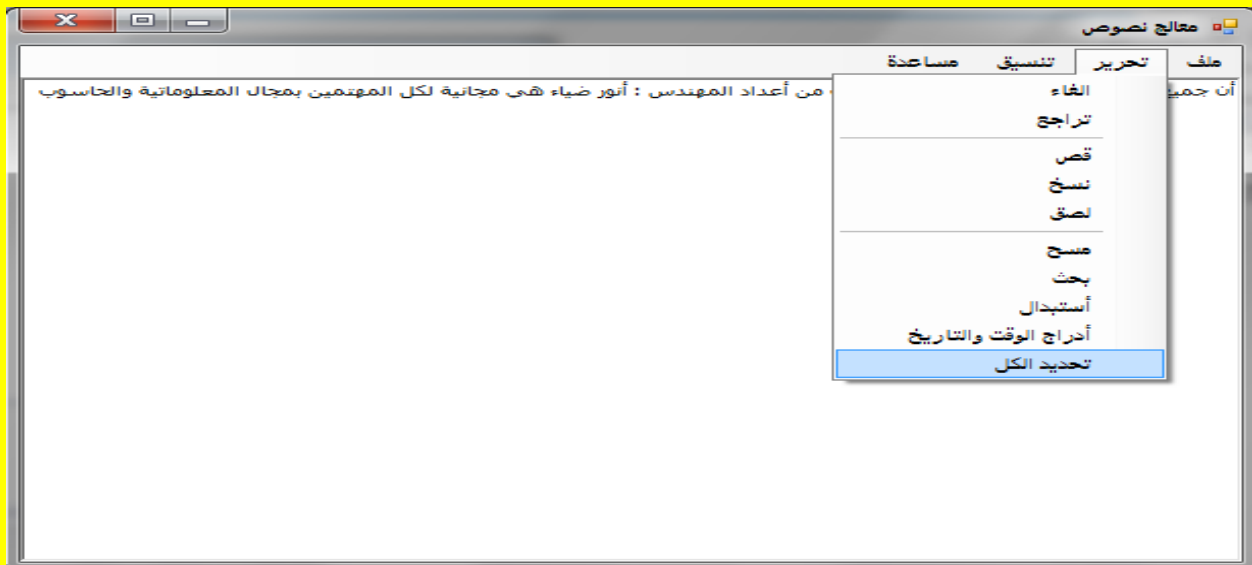 معالج نصوص
ملف تحرير تنسيق مساعدة
أن جميع من أعداد المهندس : أنور ضياء هي مجانية لكل المهتمين بمجال المعلوماتية والحاسوب
الغاء
تراجع
قص
نسخ
لصق
مسح
بحث
أستبدال
أدراج الوقت والتاريخ
تحديد الكل